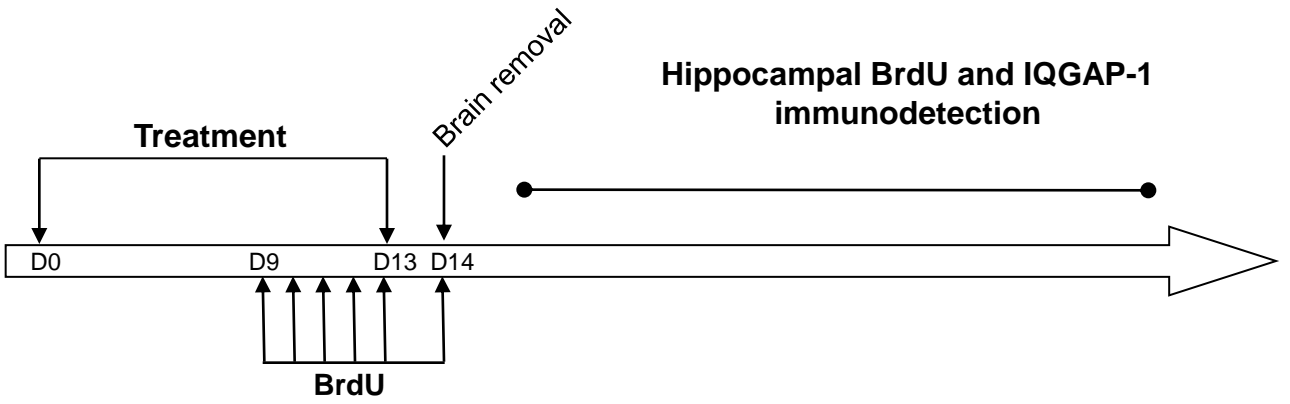 Brain removal
Hippocampal BrdU and IQGAP-1
immunodetection
Treatment
D0
D9
D13
D14
BrdU